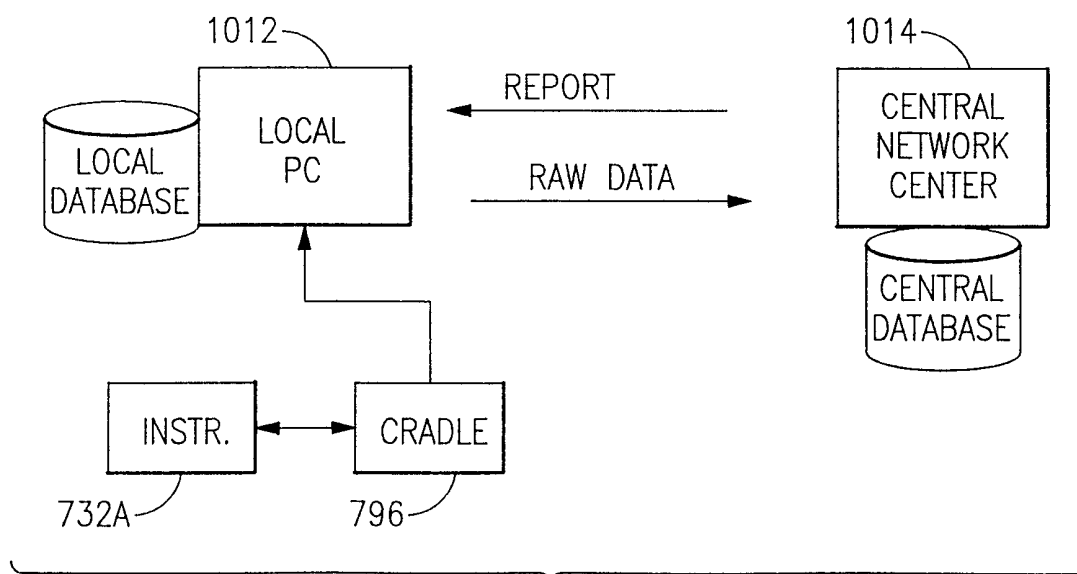 1012
1014
LOCAL
PC
LOCAL
DATABASE
REPORT
RAW DATA
CENTRAL
NETWORK
CENTER
CENTRAL
DATABASE
INSTR.
CRADLE
732A
796